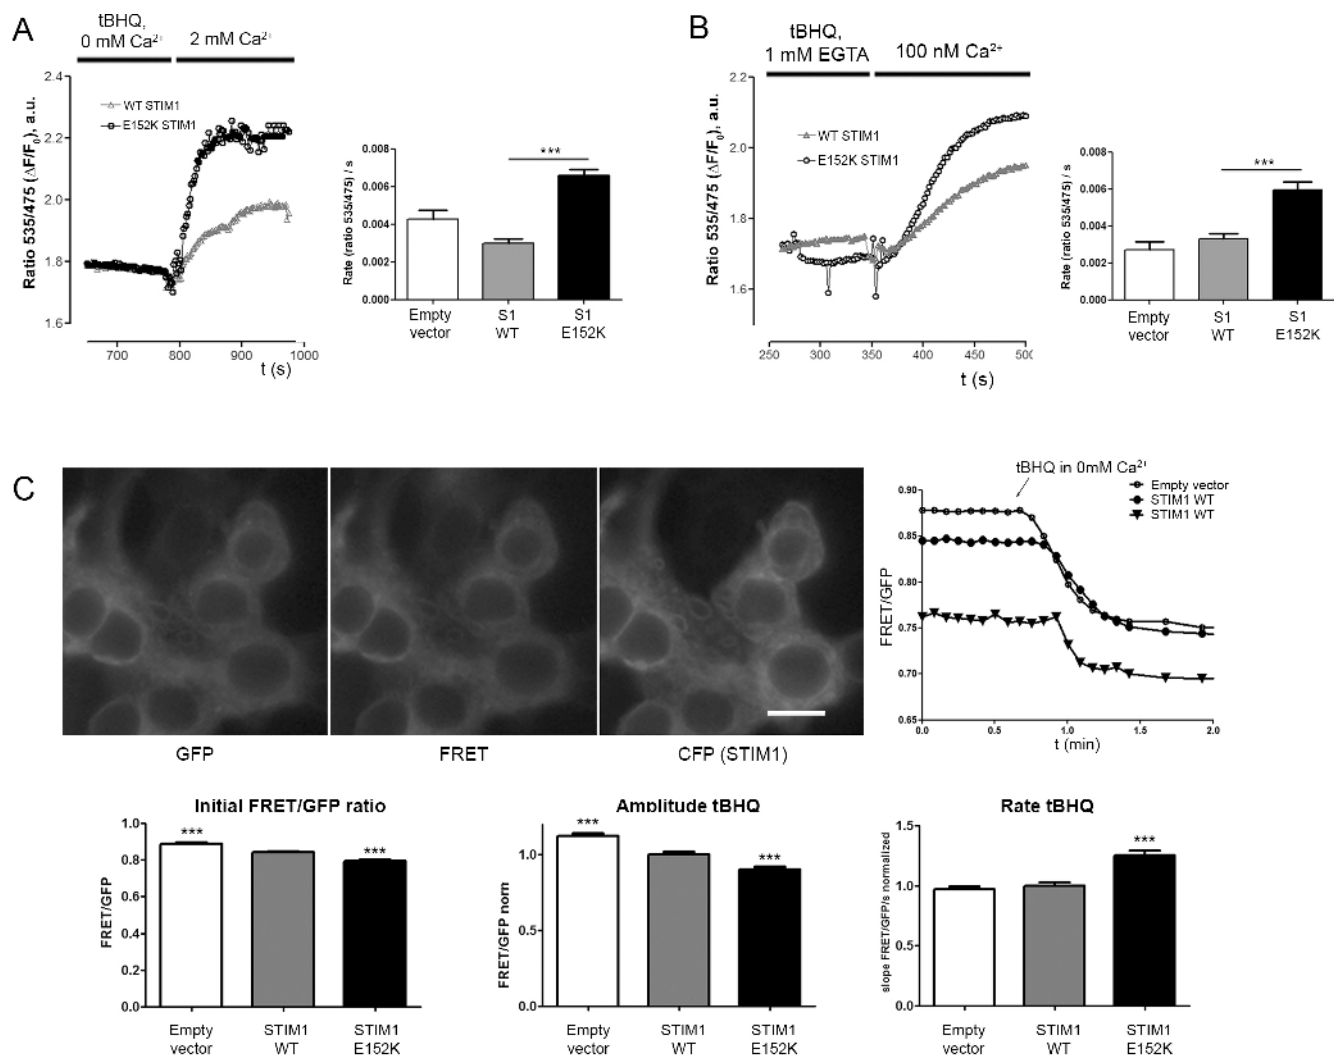 A
tBHQ,
0 mM Ca²⁺
2 mM Ca²⁺
2.4
2.2
2.0
1.8
1.6
Ratio 535/475 (ΔF/F₀), a.u.
WT STIM1
E152K STIM1
700
800
900
1000
t (s)
0.008
0.006
0.004
0.002
0.000
Rate (ratio 535/475) / s
***
Empty
vector
S1
WT
S1
E152K
B
tBHQ,
1 mM EGTA
100 nM Ca²⁺
2.2
2.0
1.8
1.6
Ratio 535/475 (ΔF/F₀), a.u.
WT STIM1
E152K STIM1
250
300
350
400
450
500
t (s)
0.008
0.006
0.004
0.002
0.000
Rate (ratio 535/475) / s
***
Empty
vector
S1
WT
S1
E152K
C
GFP
FRET
CFP (STIM1)
tBHQ in 0mM Ca²⁺
Empty vector
STIM1 WT
STIM1 WT
0.90
0.85
0.80
0.75
0.70
0.65
FRET/GFP
0.0
0.5
1.0
1.5
2.0
t (min)
Initial FRET/GFP ratio
1.0
0.8
0.6
0.4
0.2
0.0
FRET/GFP
***
***
Empty
vector
STIM1
WT
STIM1
E152K
Amplitude tBHQ
1.0
0.5
0.0
FRET/GFP norm
***
***
Empty
vector
STIM1
WT
STIM1
E152K
Rate tBHQ
1.5
1.0
0.5
0.0
slope FRET/GFP/s normalized
***
Empty
vector
STIM1
WT
STIM1
E152K